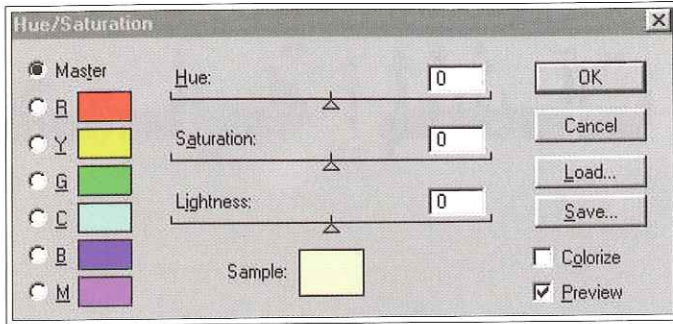 Hue/Saturation
Master
R
Y
G
C
B
M
Hue: 0
Saturation: 0
Lightness: 0
Sample:
OK
Cancel
Load...
Save...
Colorize
Preview